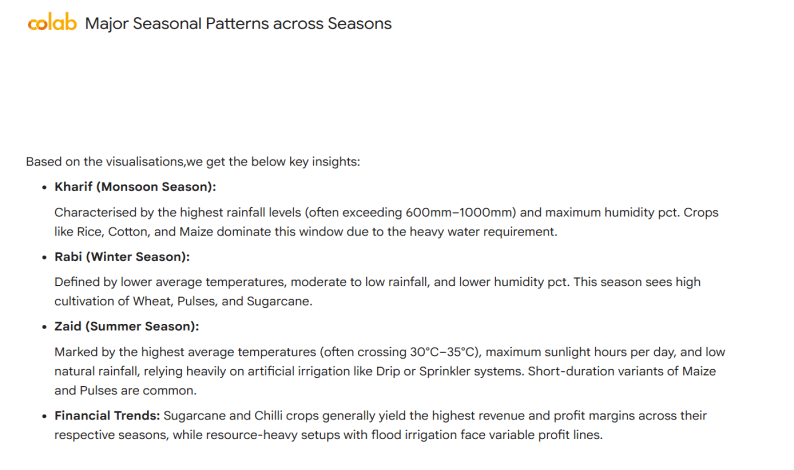 colab Major Seasonal Patterns across Seasons
Based on the visualisations,we get the below key insights:
• Kharif (Monsoon Season):
Characterised by the highest rainfall levels (often exceeding 600mm–1000mm) and maximum humidity pct. Crops
like Rice, Cotton, and Maize dominate this window due to the heavy water requirement.
• Rabi (Winter Season):
Defined by lower average temperatures, moderate to low rainfall, and lower humidity pct. This season sees high
cultivation of Wheat, Pulses, and Sugarcane.
• Zaid (Summer Season):
Marked by the highest average temperatures (often crossing 30°C–35°C), maximum sunlight hours per day, and low
natural rainfall, relying heavily on artificial irrigation like Drip or Sprinkler systems. Short-duration variants of Maize
and Pulses are common.
• Financial Trends: Sugarcane and Chilli crops generally yield the highest revenue and profit margins across their
respective seasons, while resource-heavy setups with flood irrigation face variable profit lines.